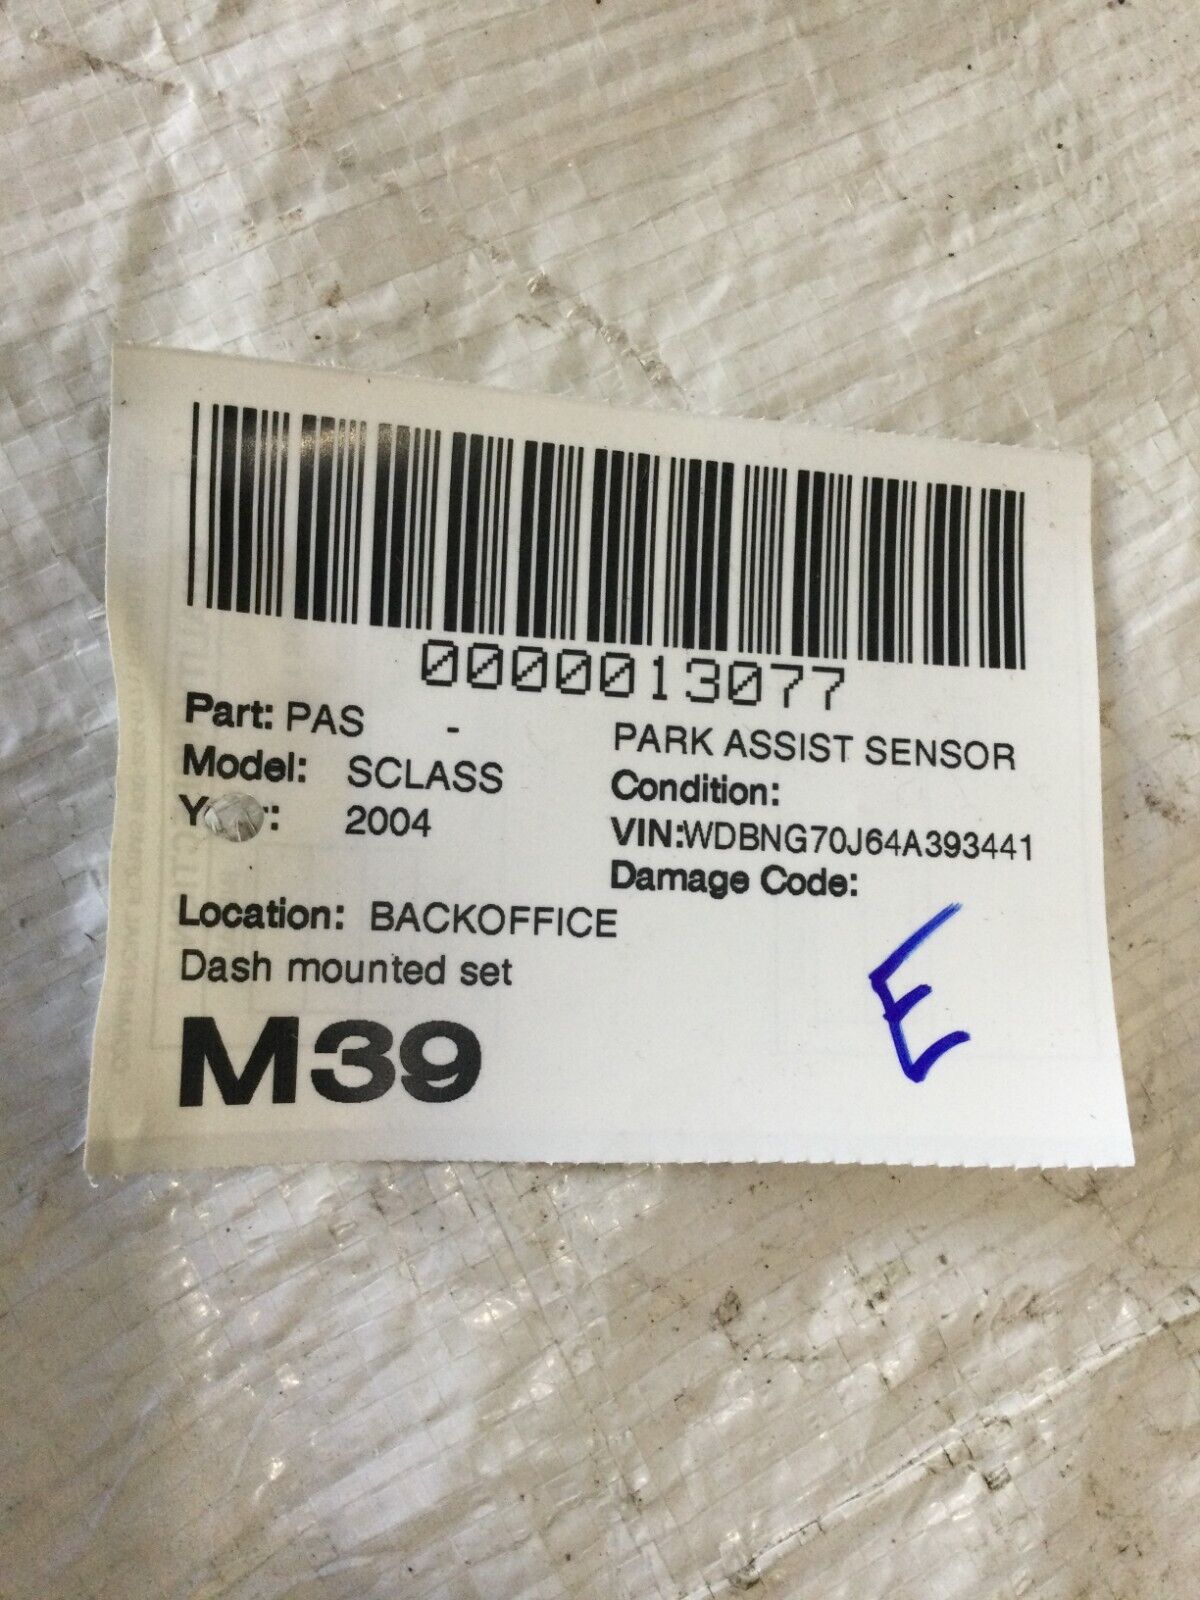 0000013077
Part: PAS - PARK ASSIST SENSOR
Model: SCLASS Condition:
2004 VIN:WDBNG70J64A393441
Damage Code:
Location: BACKOFFICE
Dash mounted set
M39
E